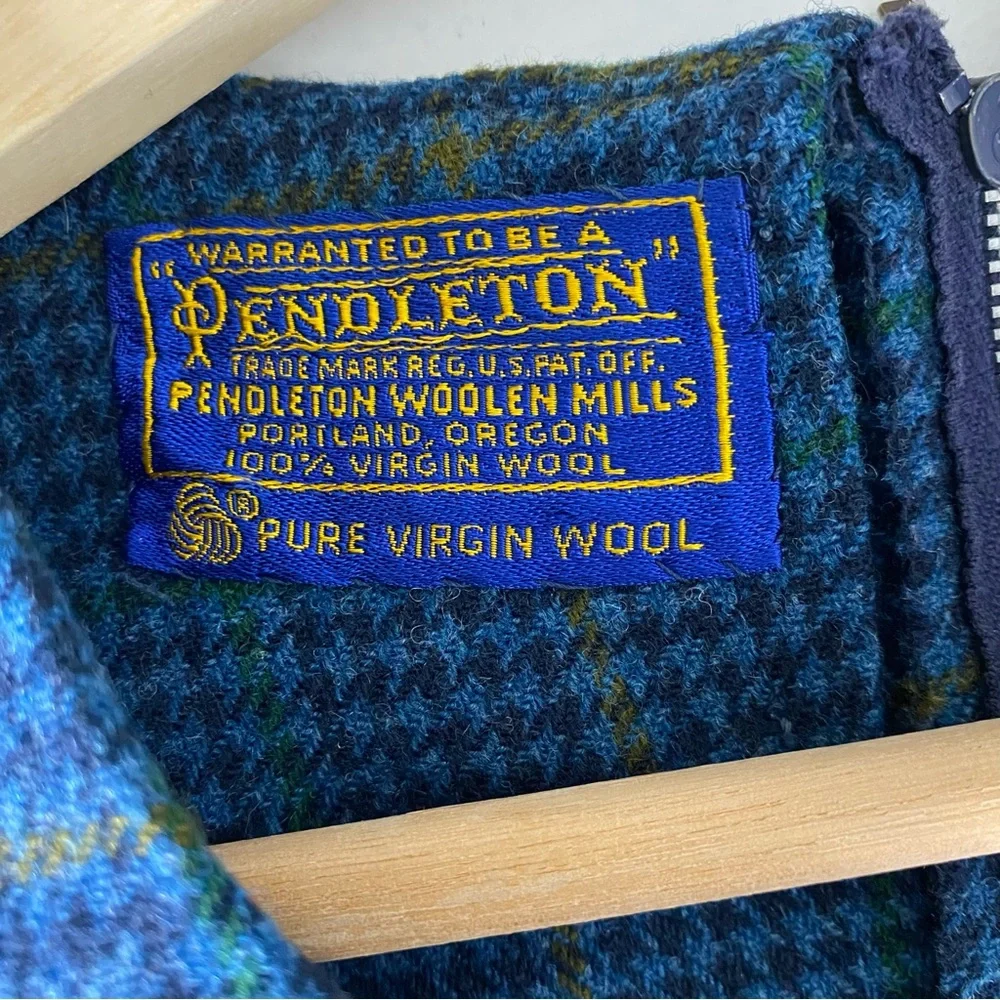 WARRANTED TO BE A
"PENDLETON"
TRADE MARK REG. U.S. PAT. OFF.
PENDLETON WOOLEN MILLS
PORTLAND, OREGON
100% VIRGIN WOOL
® PURE VIRGIN WOOL